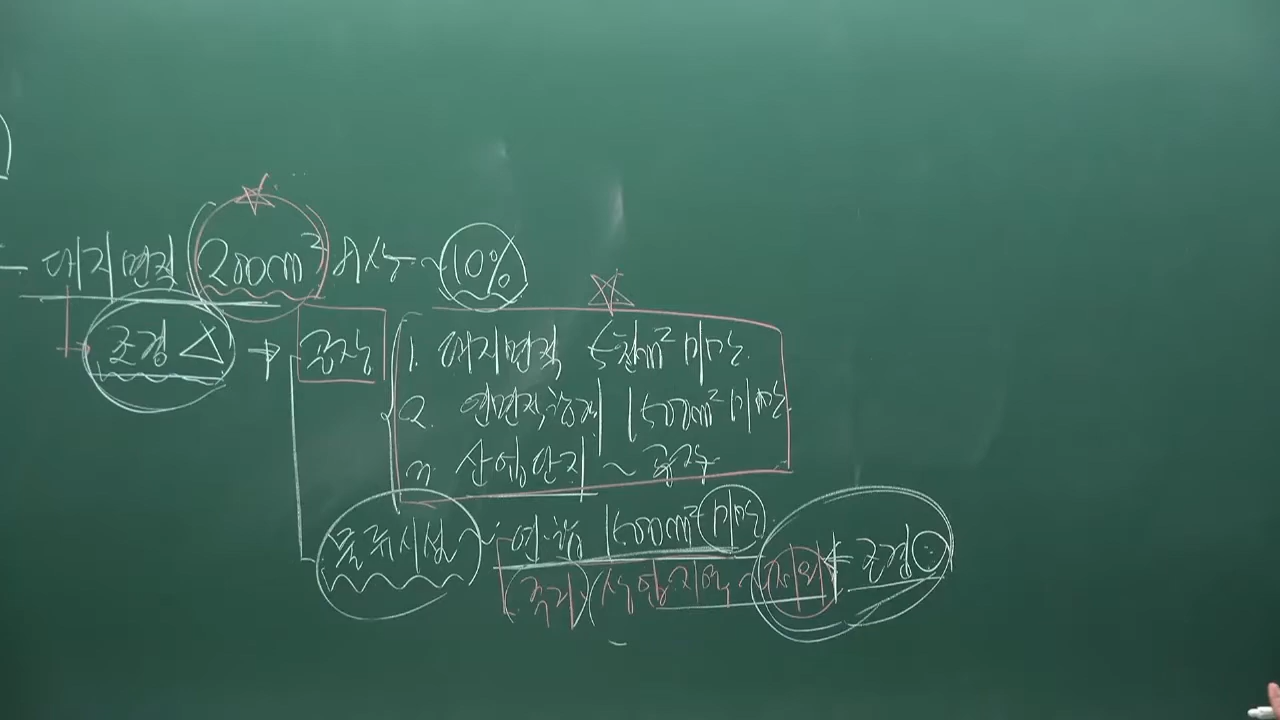 대지면적 200m² 이상 ~ 10%
조경 △ → 공장
1. 대지면적 5천m² 미만
2. 연면적합계 1500m² 미만
3. 산업단지 ~ 공장
물류시설 ~ 연·합 1500m² 미만
(주거)(상업지역 ~ 제외 ← 조경